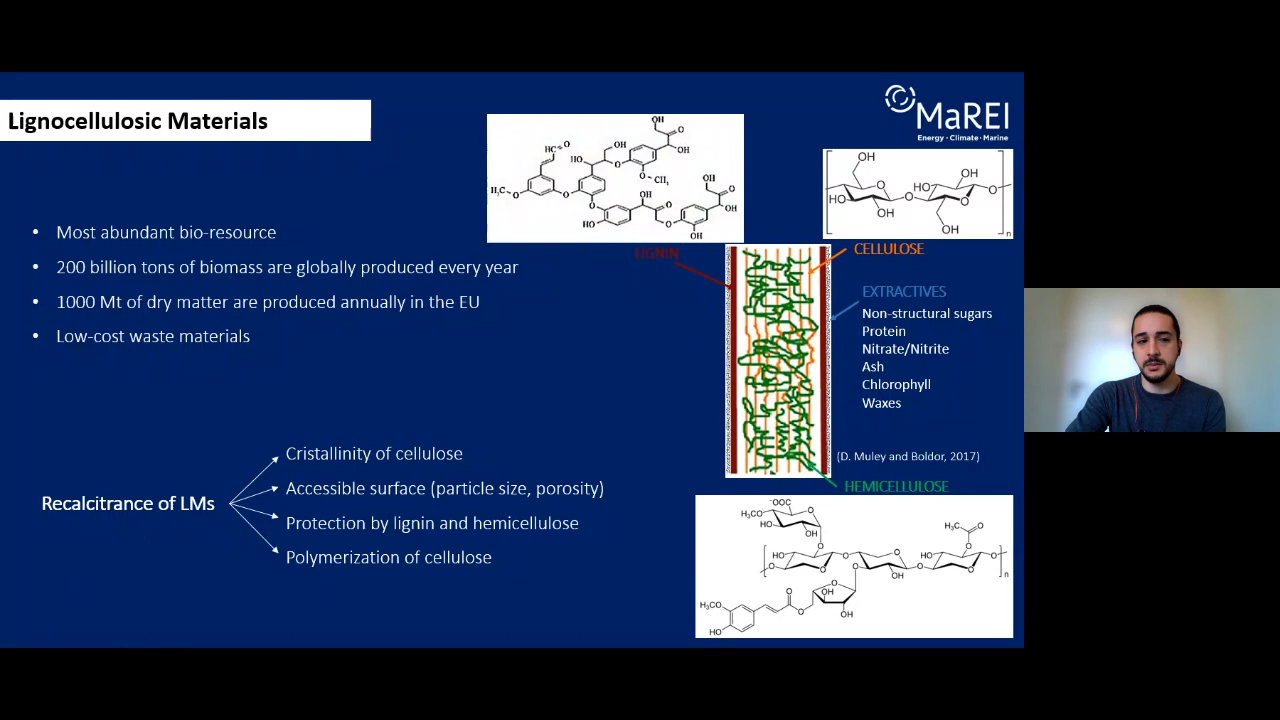 Lignocellulosic Materials
MaREI
Energy · Climate · Marine
• Most abundant bio-resource
• 200 billion tons of biomass are globally produced every year
• 1000 Mt of dry matter are produced annually in the EU
• Low-cost waste materials
LIGNIN
CELLULOSE
EXTRACTIVES
Non-structural sugars
Protein
Nitrate/Nitrite
Ash
Chlorophyll
Waxes
(D. Muley and Boldor, 2017)
HEMICELLULOSE
Recalcitrance of LMs
Cristallinity of cellulose
Accessible surface (particle size, porosity)
Protection by lignin and hemicellulose
Polymerization of cellulose